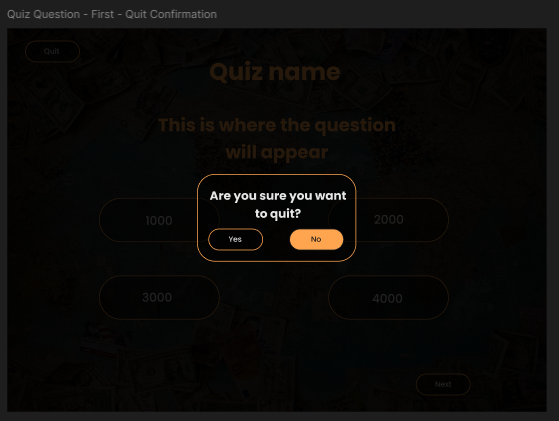 Quiz Question - First - Quit Confirmation
Quit
Quiz name
This is where the question
will appear
Are you sure you want
to quit?
Yes
No
1000
2000
3000
4000
Next